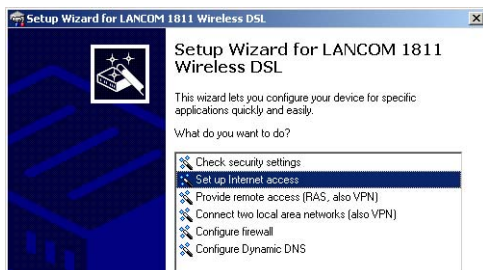 Setup Wizard for LANCOM 1811 Wireless DSL
Setup Wizard for LANCOM 1811
Wireless DSL
This wizard lets you configure your device for specific
applications quickly and easily.
What do you want to do?
Check security settings
Set up Internet access
Provide remote access (RAS, also VPN)
Connect two local area networks (also VPN)
Configure firewall
Configure Dynamic DNS